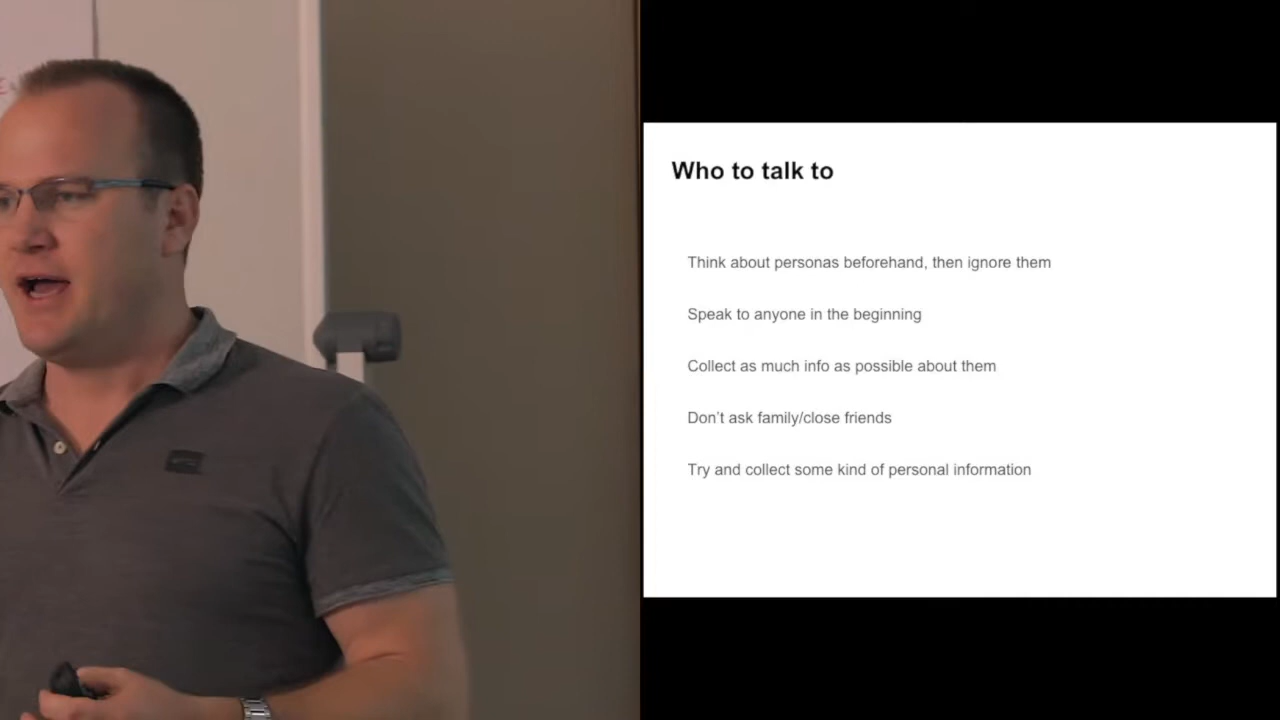 Who to talk to
Think about personas beforehand, then ignore them
Speak to anyone in the beginning
Collect as much info as possible about them
Don't ask family/close friends
Try and collect some kind of personal information